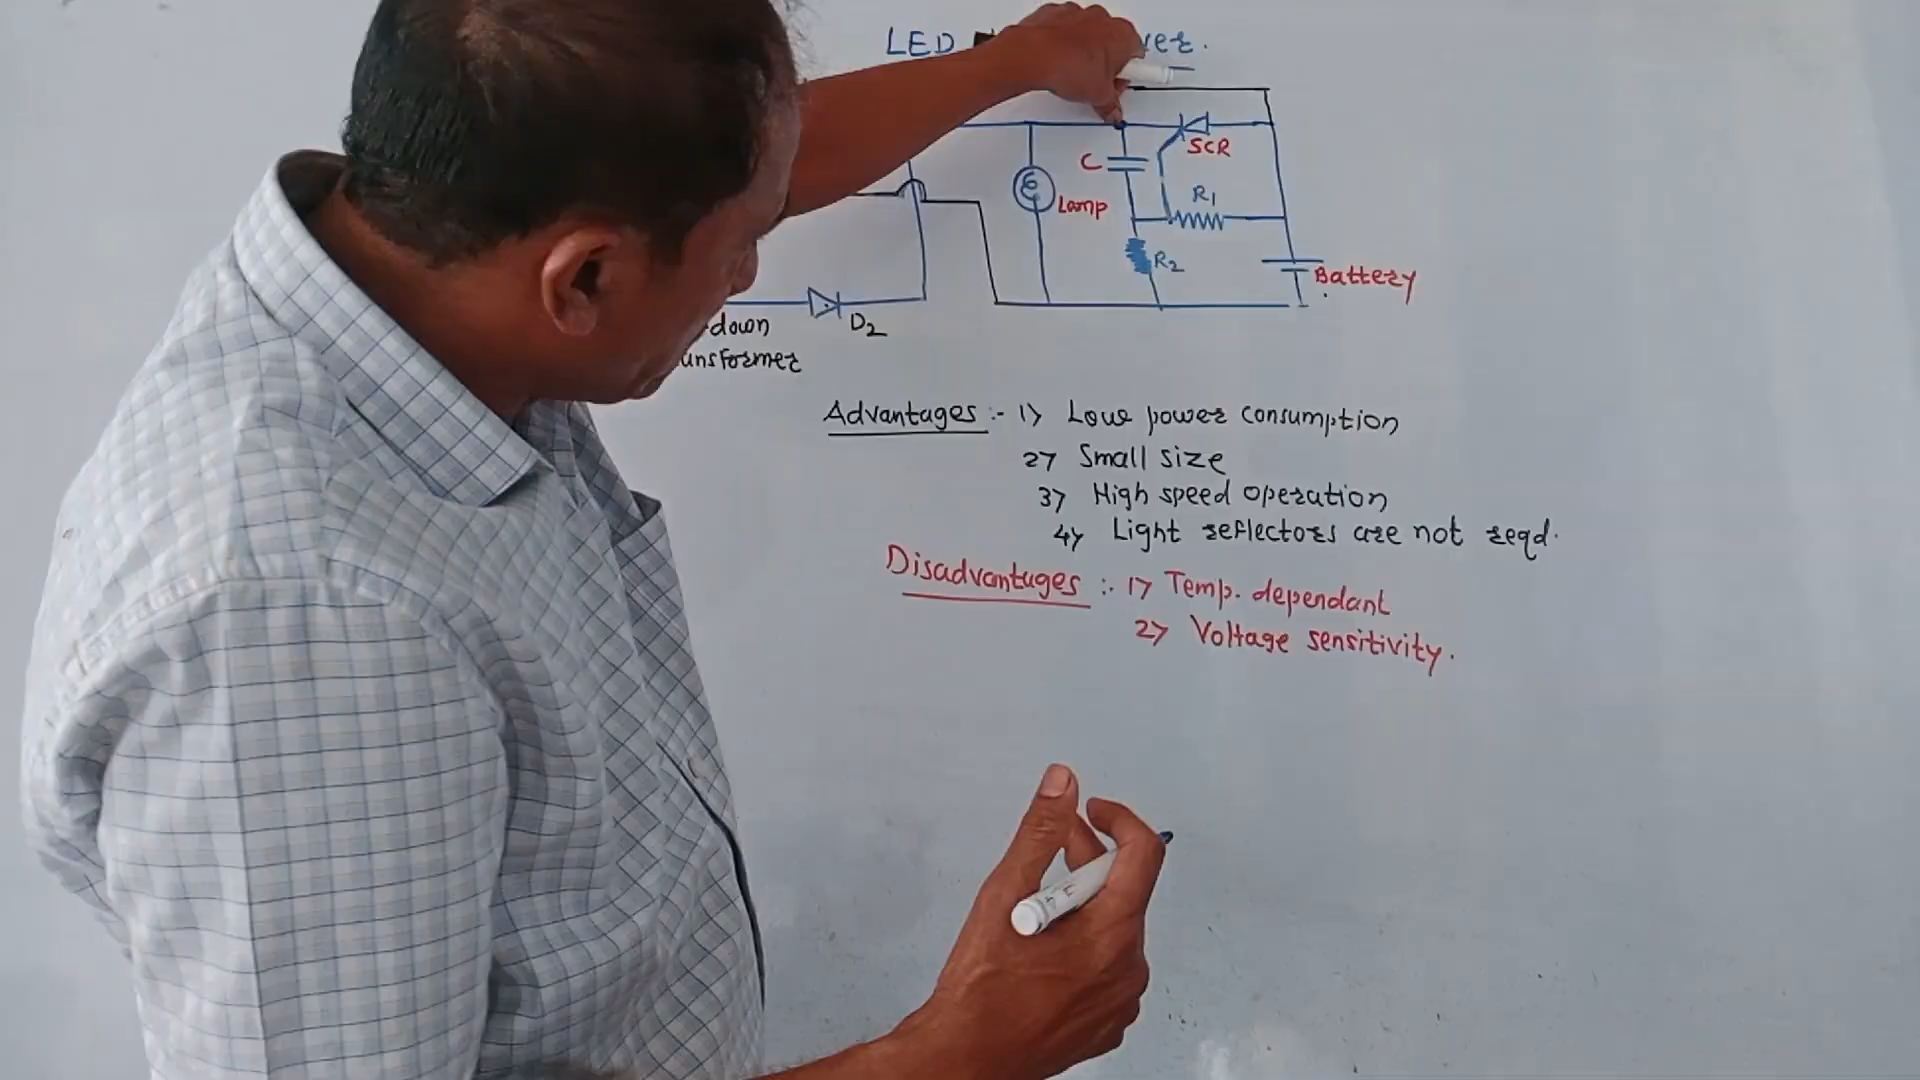 LED
C
SCR
R1
Lamp
R2
Battery
D2
down
Advantages :- 1) Low power consumption
2) Small size
3) High speed operation
4) Light reflectors are not reqd.
Disadvantages :- 1) Temp. dependant
2) Voltage sensitivity.